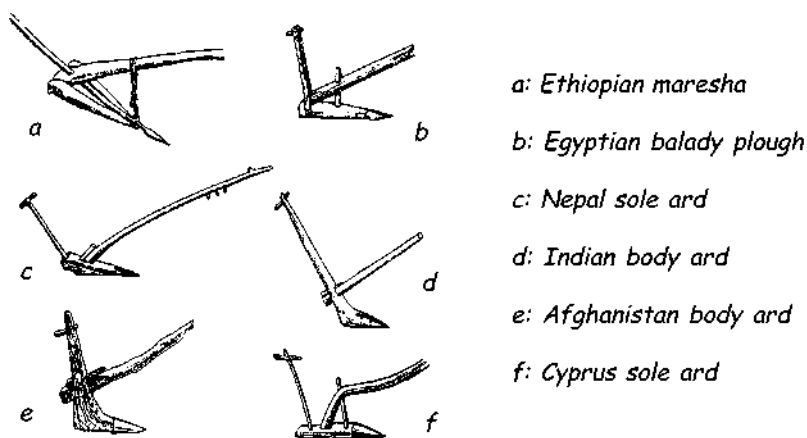 a
b
c
d
e
f
a: Ethiopian maresha
b: Egyptian balady plough
c: Nepal sole ard
d: Indian body ard
e: Afghanistan body ard
f: Cyprus sole ard